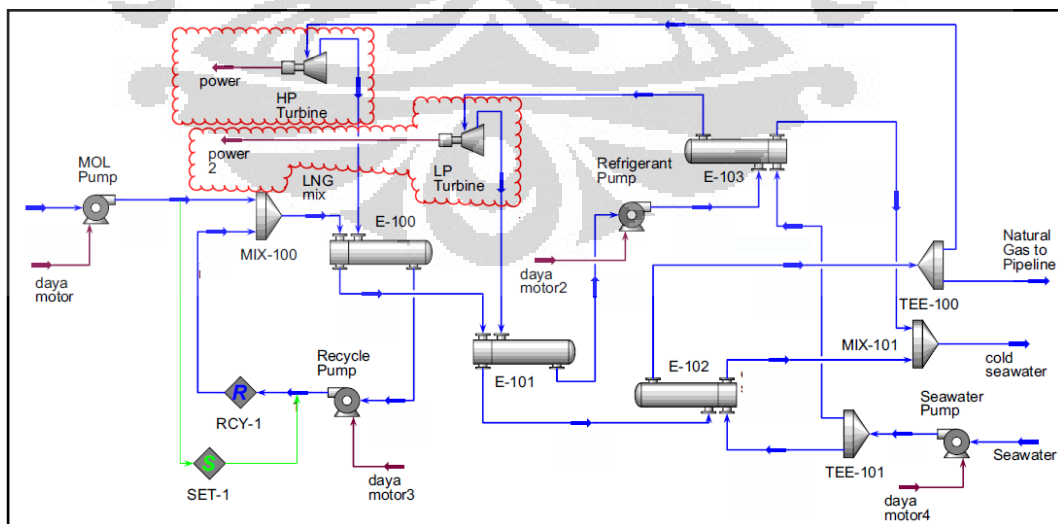 power
HP
Turbine
power
2
LNG
mix
LP
Turbine
MOL
Pump
daya
motor
MIX-100
E-100
Refrigerant
Pump
daya
motor2
E-103
Natural
Gas to
Pipeline
TEE-100
MIX-101
cold
seawater
E-101
E-102
Recycle
Pump
R
RCY-1
S
SET-1
daya
motor3
Seawater
Pump
Seawater
TEE-101
daya
motor4